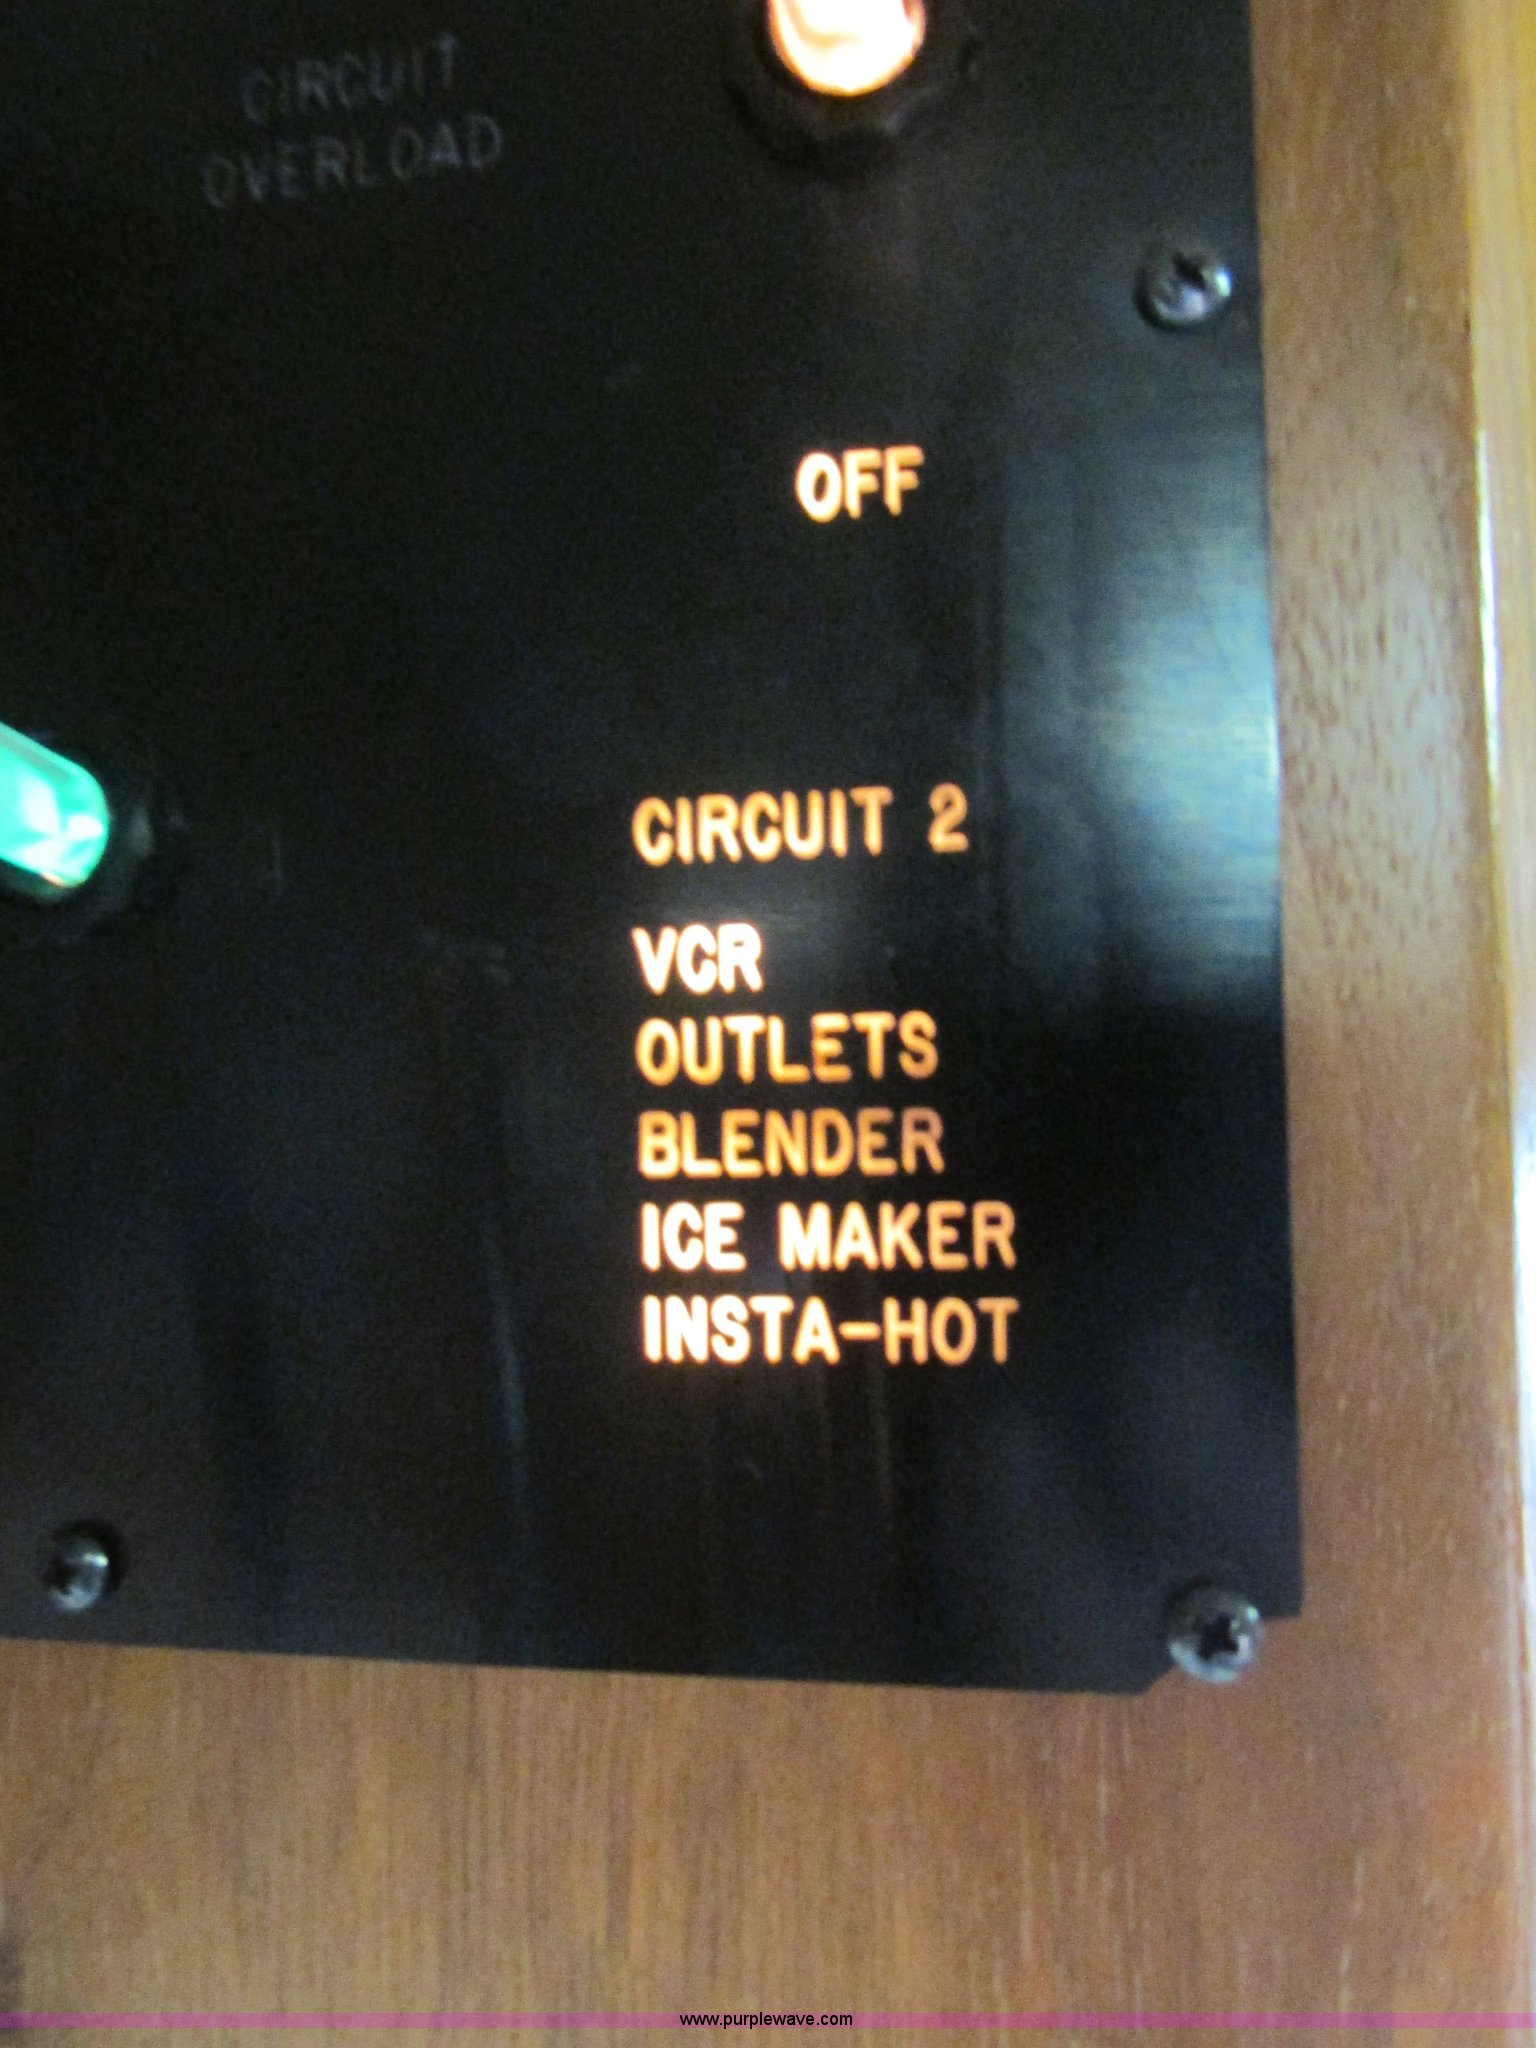 CIRCUIT
OVERLOAD
OFF
CIRCUIT 2
VCR
OUTLETS
BLENDER
ICE MAKER
INSTA-HOT
www.purplewave.com